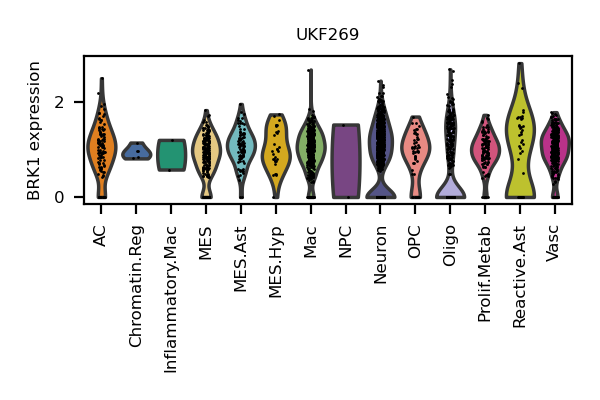 UKF269
BRK1 expression
2
0
AC
Chromatin.Reg
Inflammatory.Mac
MES
MES.Ast
MES.Hyp
Mac
NPC
Neuron
OPC
Oligo
Prolif.Metab
Reactive.Ast
Vasc